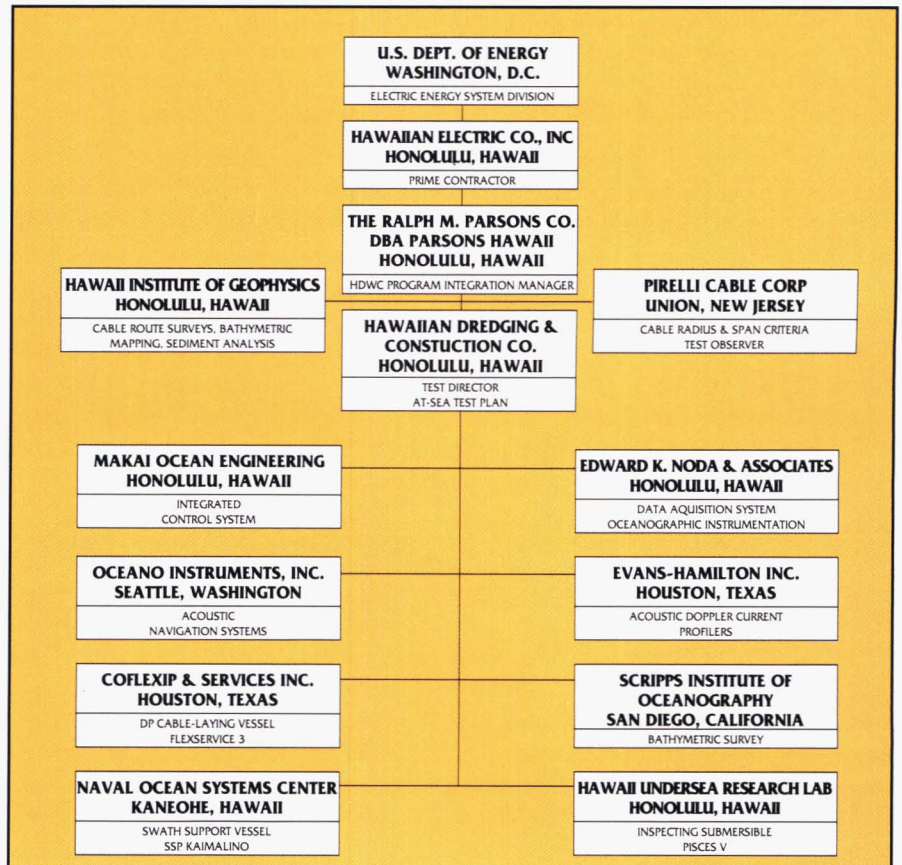 U.S. DEPT. OF ENERGY
WASHINGTON, D.C.
ELECTRIC ENERGY SYSTEM DIVISION
HAWAIIAN ELECTRIC CO., INC
HONOLULU, HAWAII
PRIME CONTRACTOR
THE RALPH M. PARSONS CO.
DBA PARSONS HAWAII
HONOLULU, HAWAII
HDWC PROGRAM INTEGRATION MANAGER
HAWAII INSTITUTE OF GEOPHYSICS
HONOLULU, HAWAII
CABLE ROUTE SURVEYS, BATHYMETRIC
MAPPING, SEDIMENT ANALYSIS
PIRELLI CABLE CORP
UNION, NEW JERSEY
CABLE RADIUS & SPAN CRITERIA
TEST OBSERVER
HAWAIIAN DREDGING &
CONSTUCTION CO.
HONOLULU, HAWAII
TEST DIRECTOR
AT-SEA TEST PLAN
MAKAI OCEAN ENGINEERING
HONOLULU, HAWAII
INTEGRATED
CONTROL SYSTEM
EDWARD K. NODA & ASSOCIATES
HONOLULU, HAWAII
DATA AQUISITION SYSTEM
OCEANOGRAPHIC INSTRUMENTATION
OCEANO INSTRUMENTS, INC.
SEATTLE, WASHINGTON
ACOUSTIC
NAVIGATION SYSTEMS
EVANS-HAMILTON INC.
HOUSTON, TEXAS
ACOUSTIC DOPPLER CURRENT
PROFILERS
COFLEXIP & SERVICES INC.
HOUSTON, TEXAS
DP CABLE-LAYING VESSEL
FLEXSERVICE 3
SCRIPPS INSTITUTE OF
OCEANOGRAPHY
SAN DIEGO, CALIFORNIA
BATHYMETRIC SURVEY
NAVAL OCEAN SYSTEMS CENTER
KANEOHE, HAWAII
SWATH SUPPORT VESSEL
SSP KAIMALINO
HAWAII UNDERSEA RESEARCH LAB
HONOLULU, HAWAII
INSPECTING SUBMERSIBLE
PISCES V